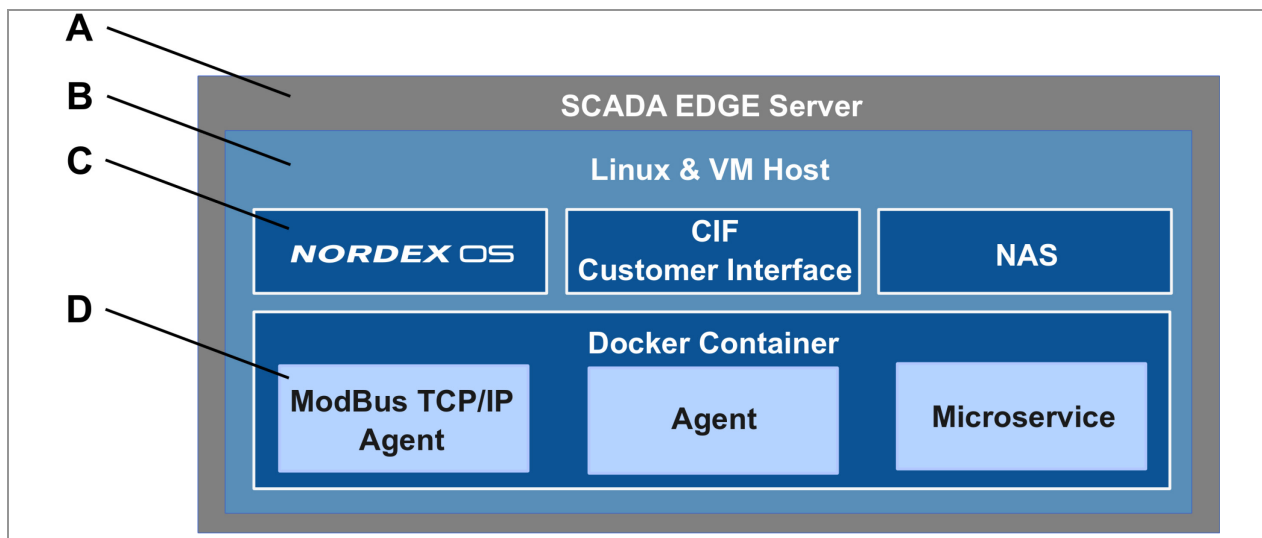 A
B
C
D
SCADA EDGE Server
Linux & VM Host
NORDEX OS
CIF
Customer Interface
NAS
Docker Container
ModBus TCP/IP
Agent
Agent
Microservice